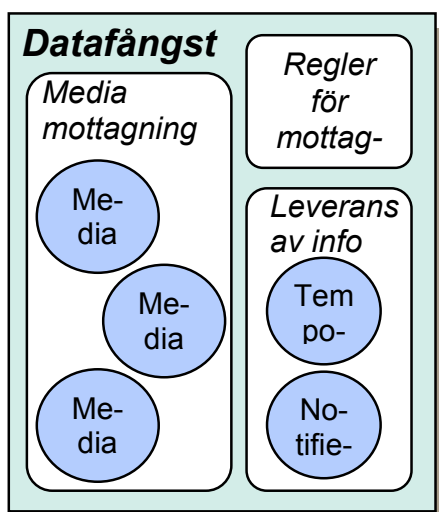 Datafångst
Media
mottagning
Me-
dia
Me-
dia
Me-
dia
Regler
för
mottag-
Leverans
av info
Tem
po-
No-
tifie-